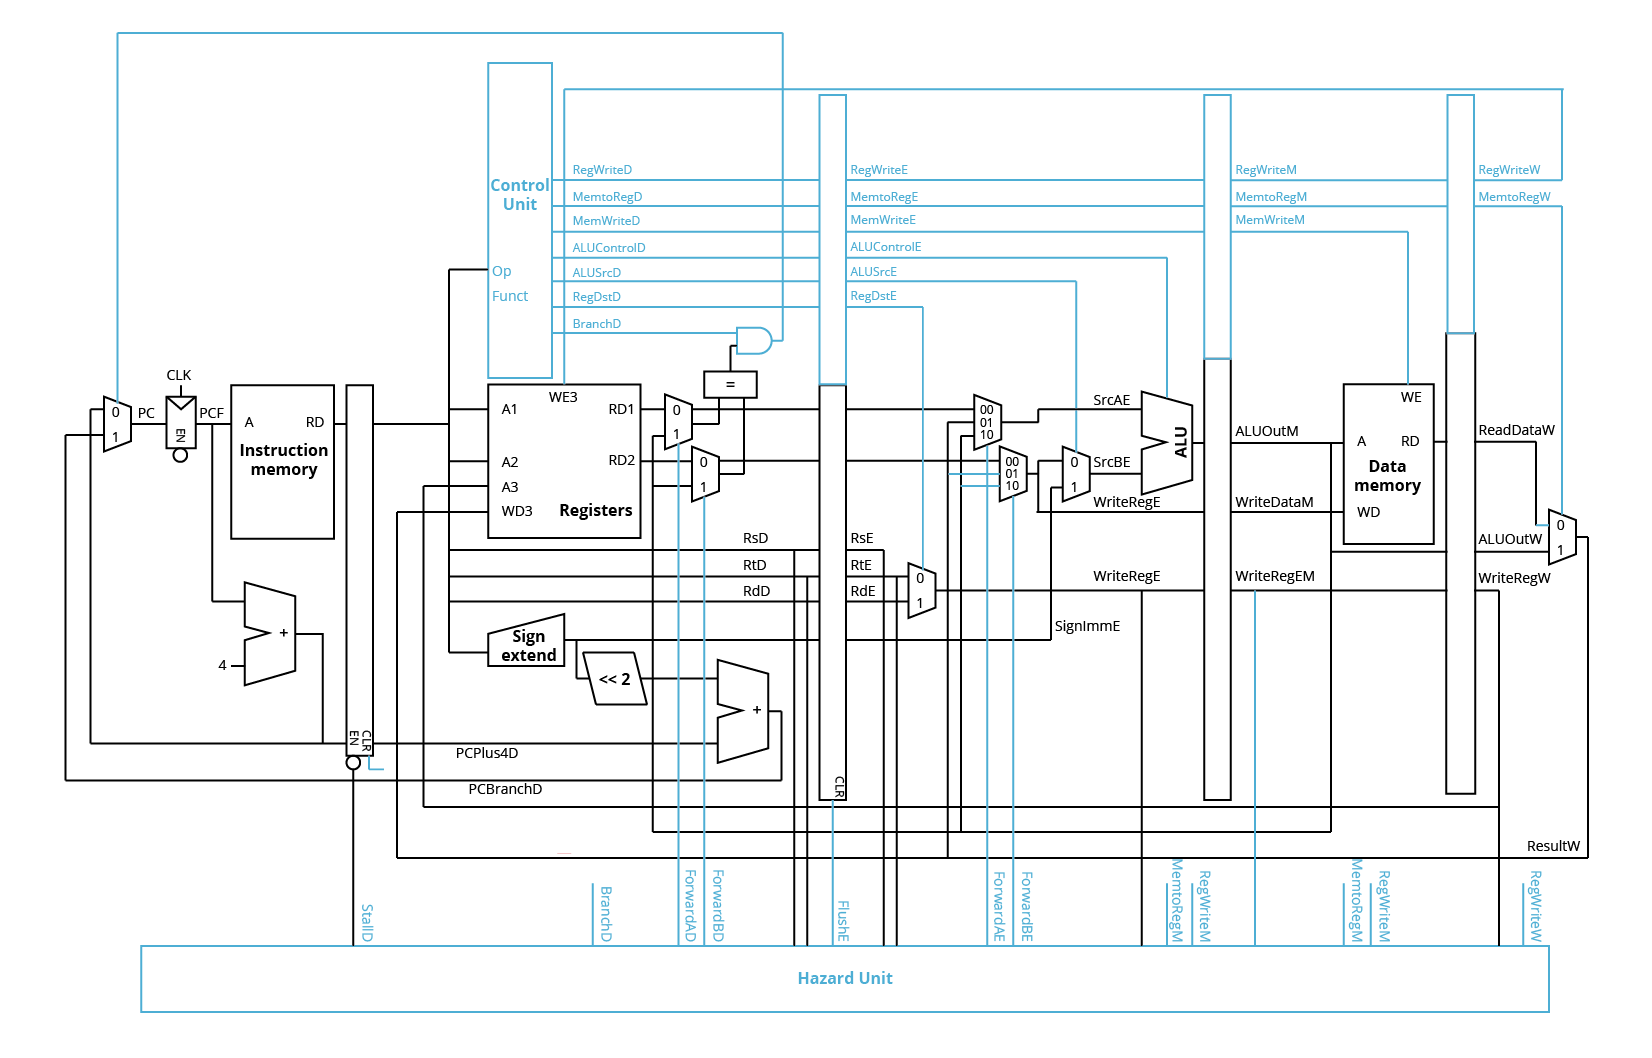 RegWriteD
RegWriteE
RegWriteM
RegWriteW
Control
Unit
MemtoRegD
MemtoRegE
MemtoRegM
MemtoRegW
MemWriteD
MemWriteE
MemWriteM
ALUControlD
ALUControlE
Op
ALUSrcD
ALUSrcE
Funct
RegDstD
RegDstE
BranchD
CLK
=
0
1
PC
EN
PCF
A
RD
Instruction
memory
WE3
A1
RD1
A2
RD2
A3
WD3
Registers
0
1
0
1
00
01
10
00
01
10
SrcAE
0
1
SrcBE
ALU
WriteRegE
ALUOutM
WriteDataM
WE
A
RD
Data
memory
WD
ReadDataW
0
1
ALUOutW
RsD
RsE
RtD
RtE
RdD
RdE
0
1
WriteRegE
WriteRegEM
WriteRegW
SignImmE
Sign
extend
<< 2
+
4
+
EN
CLR
PCPlus4D
PCBranchD
CLR
ResultW
StallD
BranchD
ForwardAD
ForwardBD
FlushE
ForwardAE
ForwardBE
MemtoRegM
RegWriteM
MemtoRegM
RegWriteM
RegWriteW
Hazard Unit